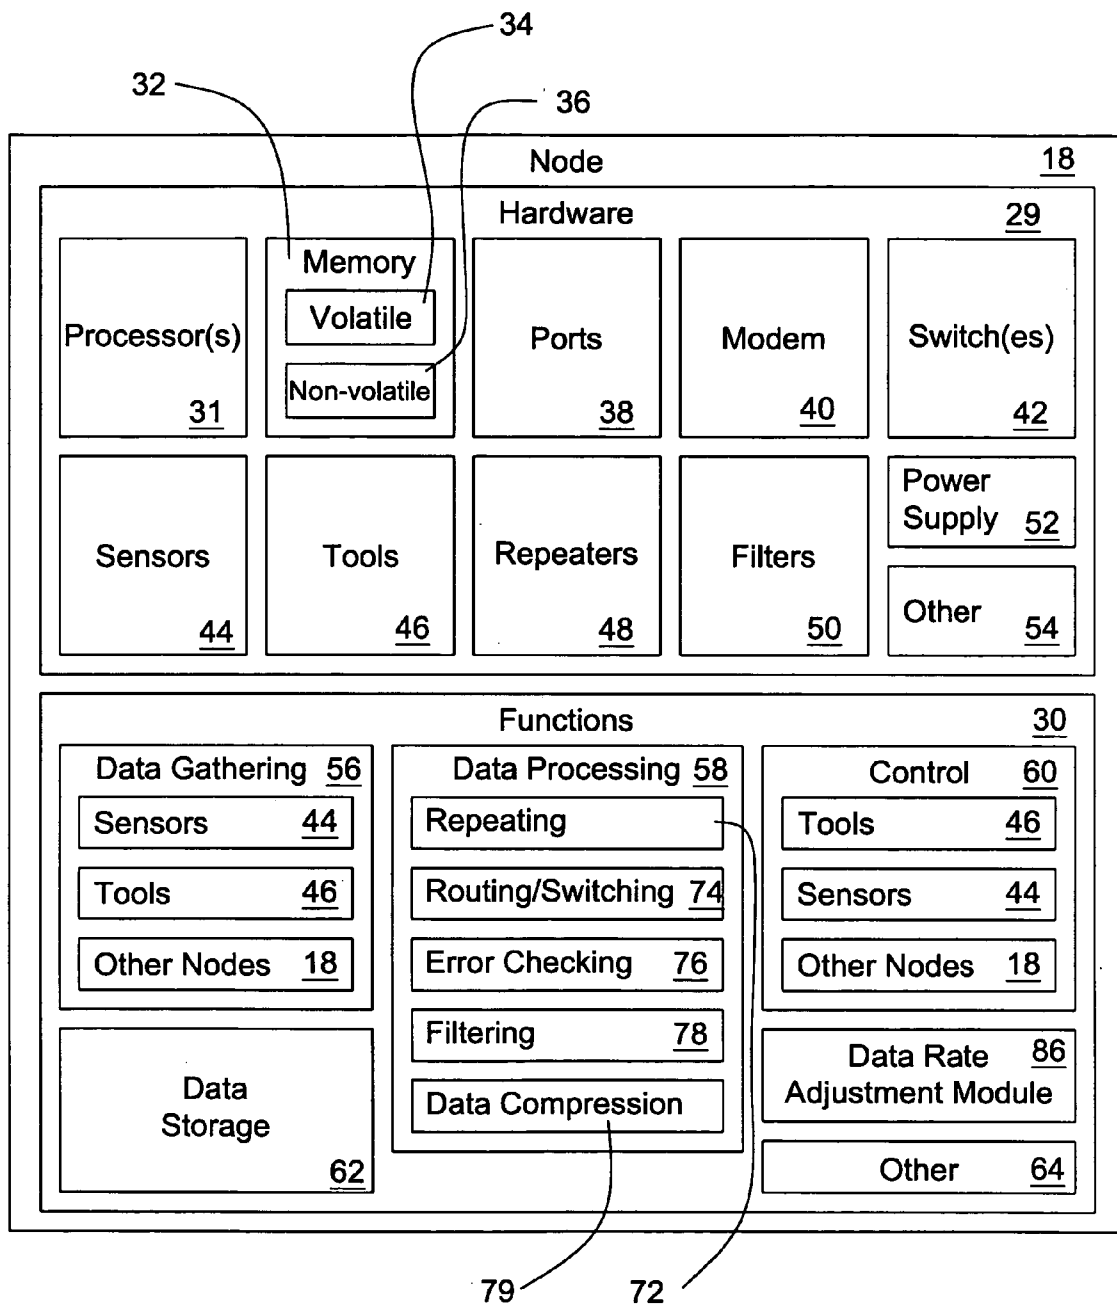 34
32
36
Node 18
Hardware 29
Processor(s)
31
Memory
Volatile
Non-volatile
Ports
38
Modem
40
Switch(es)
42
Sensors
44
Tools
46
Repeaters
48
Filters
50
Power
Supply 52
Other
54
Functions 30
Data Gathering 56
Sensors 44
Tools 46
Other Nodes 18
Data Processing 58
Repeating
Routing/Switching 74
Error Checking 76
Filtering 78
Data Compression
Control 60
Tools 46
Sensors 44
Other Nodes 18
Data
Storage
62
Data Rate 86
Adjustment Module
Other 64
79
72